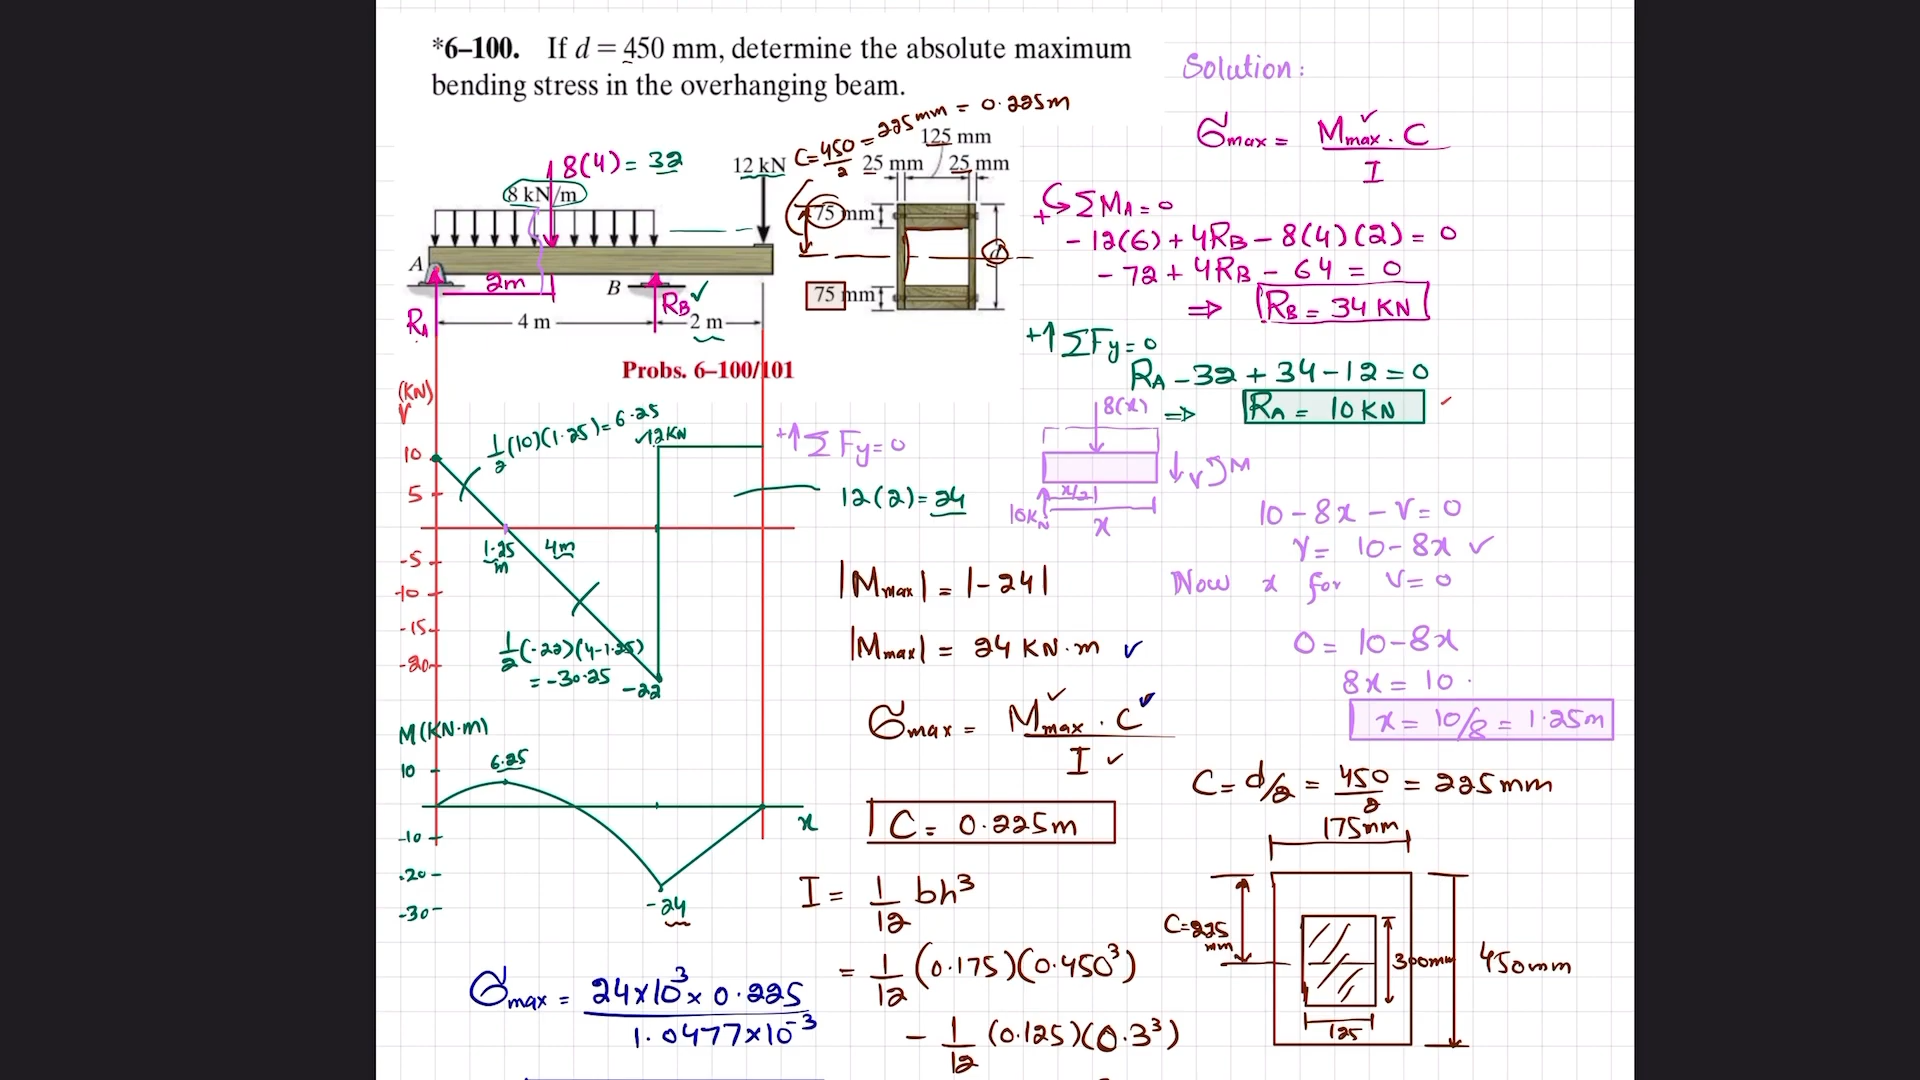 *6–100. If d = 450 mm, determine the absolute maximum
bending stress in the overhanging beam.
C = 450/2 = 225mm = 0.225m
8(4) = 32
8 kN/m
12 kN
125 mm
25 mm
25 mm
75 mm
75 mm
d
A
2m
B
RA
RB ✓
4 m
2 m
Probs. 6–100/101
Solution:
σmax = Mmax . C / I
+ ΣMA = 0
- 12(6) + 4RB - 8(4)(2) = 0
- 72 + 4RB - 64 = 0
⇒ RB = 34 KN
+↑ ΣFy = 0
RA - 32 + 34 - 12 = 0
⇒ RA = 10 KN
(KN)
V
10
5
-5
-10
-15
-20
1/2 (10)(1.25) = 6.25
12KN
1.25
m
4m
1/2 (-22)(4-1.25)
= -30.25
-22
12(2) = 24
+↑ Σ Fy = 0
8(x)
10KN
x/2
x
V M
10 - 8x - V = 0
V = 10 - 8x ✓
Now x for V = 0
0 = 10 - 8x
8x = 10
x = 10/8 = 1.25m
M(KN.m)
10
-10
-20
-30
6.25
-24
x
|Mmax| = |-24|
|Mmax| = 24 KN.m ✓
σmax = Mmax . C / I ✓
C = 0.225m
I = 1/12 bh³
= 1/12 (0.175)(0.450³)
- 1/12 (0.125)(0.3³)
C = d/2 = 450/2 = 225mm
175mm
C=225
mm
300mm
450mm
125
σmax = 24x10³ x 0.225 / 1.0477x10⁻³